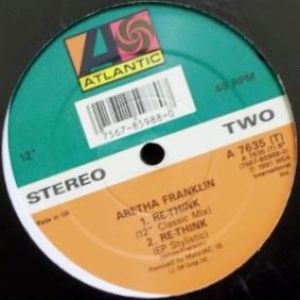 ATLANTIC
45 RPM
7567-85988-0
12"
STEREO
TWO
A 7635 (T)
Made in UK
ARETHA FRANKLIN
1. RE-THINK
(12" Classic Mix)
2. RE-THINK
(EP Stylistic)